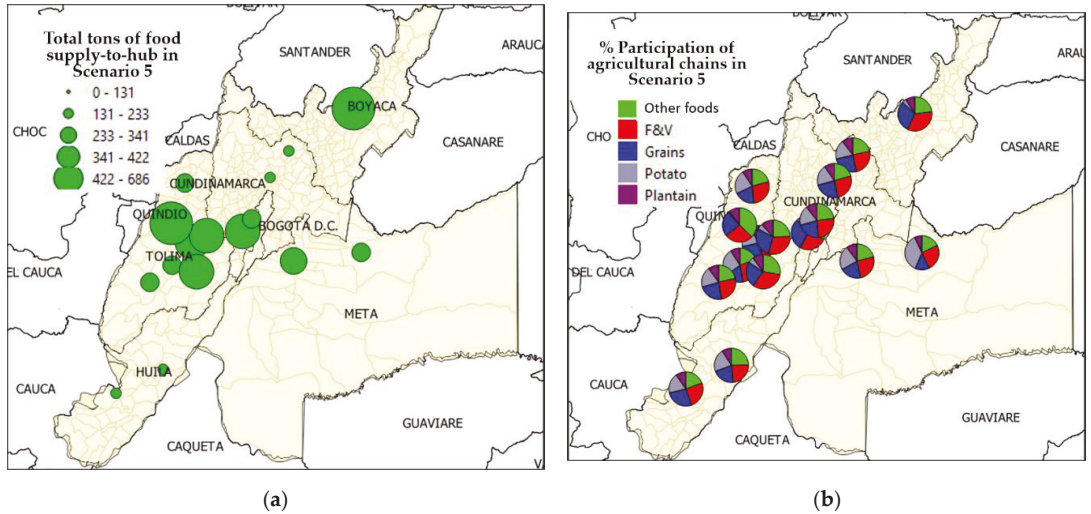 Total tons of food
supply-to-hub in
Scenario 5
0 - 131
131 - 233
233 - 341
341 - 422
422 - 686
SANTANDER
ARAUCA
BOYACA
CHOC
CALDAS
CASANARE
CUNDINAMARCA
QUINDIO
BOGOTA D.C.
TOLIMA
DEL CAUCA
META
HUILA
CAUCA
GUAVIARE
CAQUETA
V
(a)
BOLIVAR
% Participation of
agricultural chains in
Scenario 5
Other foods
F&V
Grains
Potato
Plantain
SANTANDER
ARAU
BOYACA
CHO
CALDAS
CASANARE
CUNDINAMARCA
QUIN
DEL CAUCA
META
CAUCA
GUAVIARE
CAQUETA
(b)